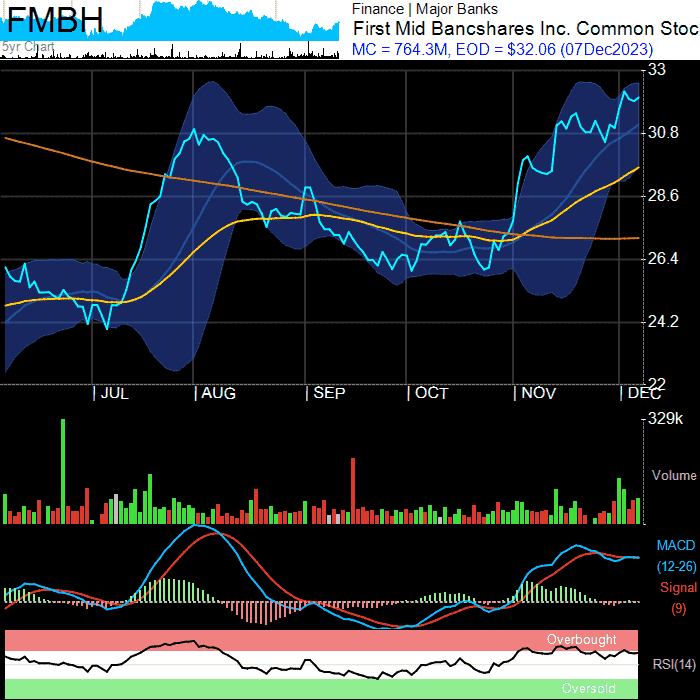 FMBH
5yr Chart
Finance | Major Banks
First Mid Bancshares Inc. Common Stoc
MC = 764.3M, EOD = $32.06 (07Dec2023)
33
30.8
28.6
26.4
24.2
22
JUL
AUG
SEP
OCT
NOV
DEC
329k
Volume
MACD
(12-26)
Signal
(9)
Overbought
RSI(14)
Oversold